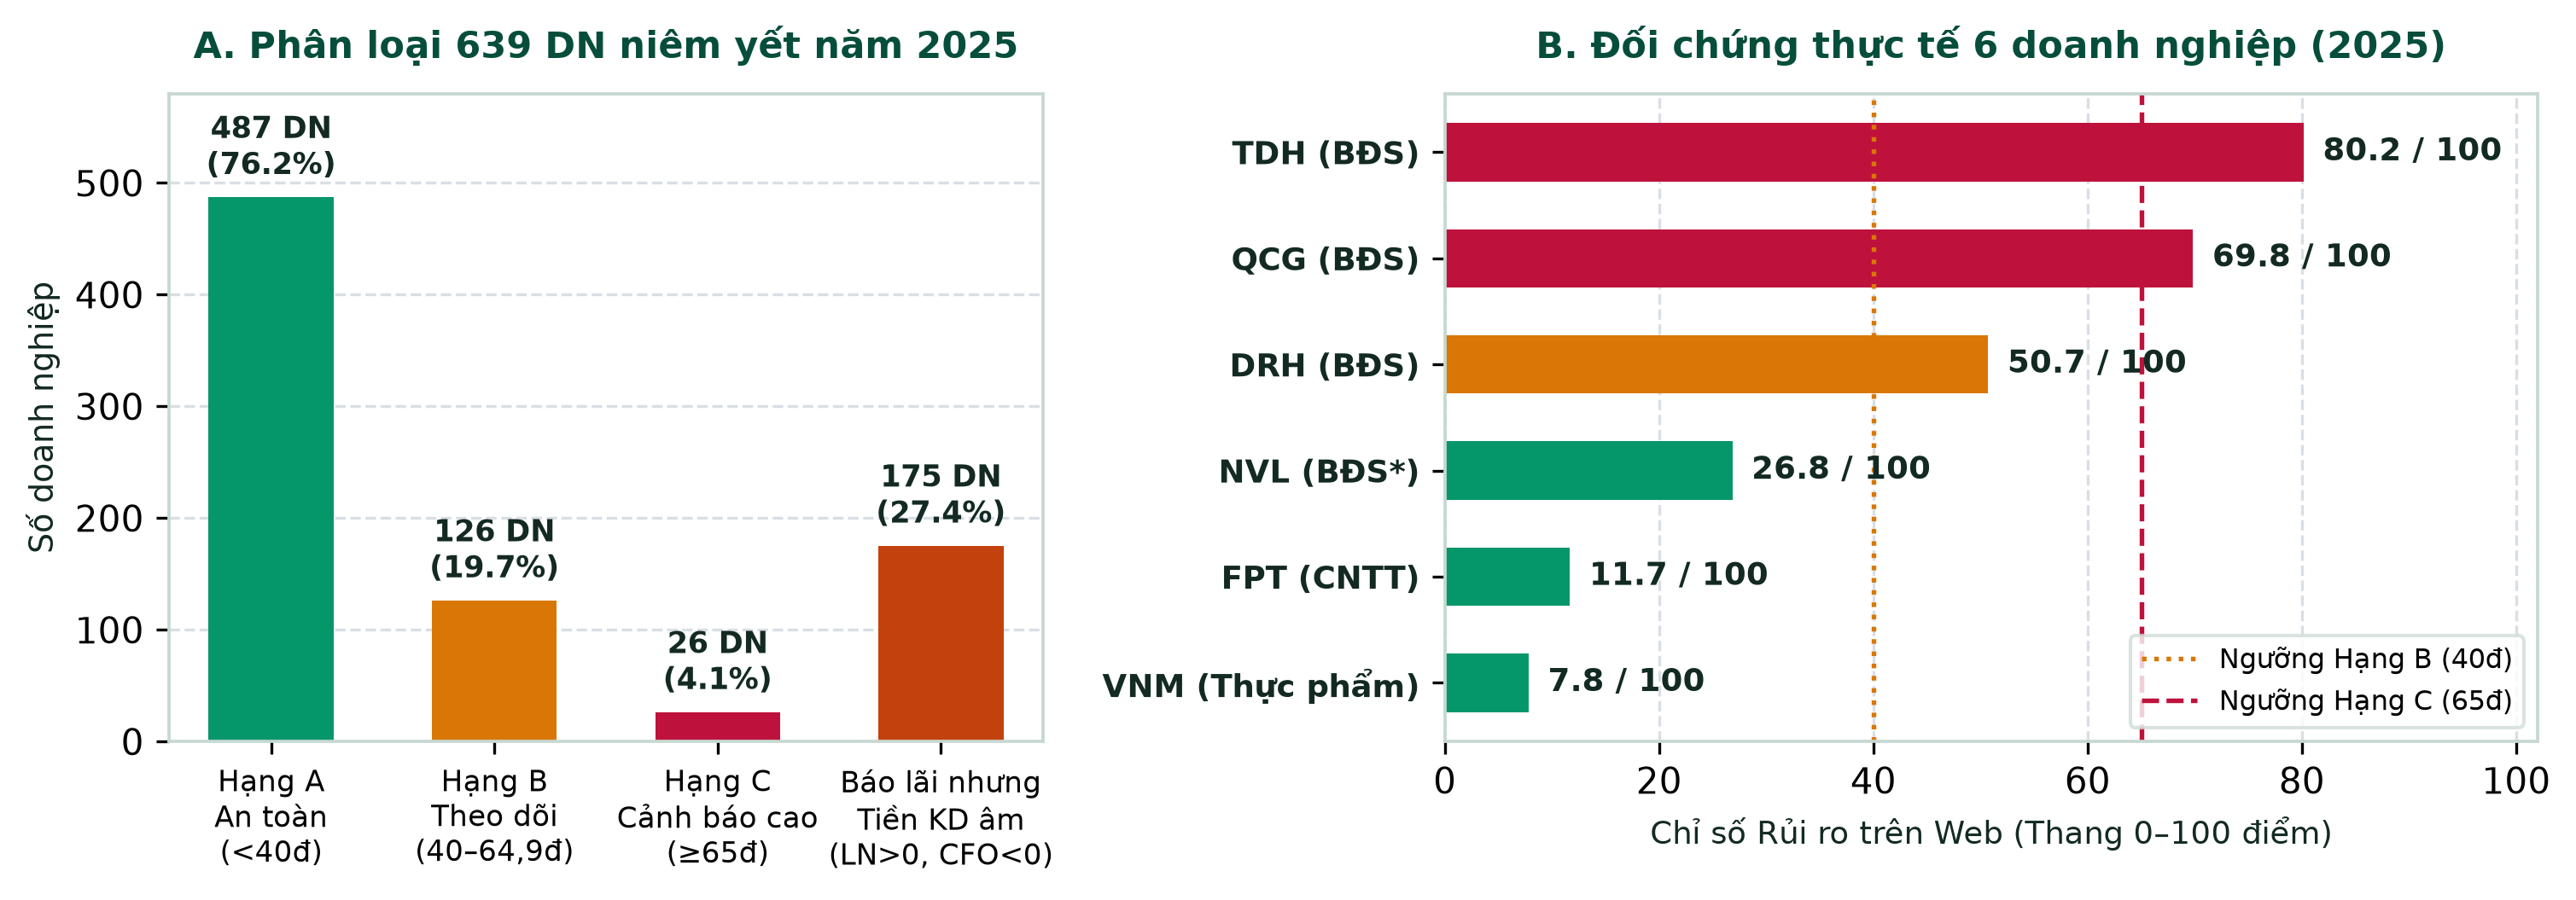 A. Phân loại 639 DN niêm yết năm 2025
Số doanh nghiệp
500
400
300
200
100
0
487 DN
(76.2%)
126 DN
(19.7%)
26 DN
(4.1%)
175 DN
(27.4%)
Hạng A
An toàn
(<40đ)
Hạng B
Theo dõi
(40–64,9đ)
Hạng C
Cảnh báo cao
(≥65đ)
Báo lãi nhưng
Tiền KD âm
(LN>0, CFO<0)
B. Đối chứng thực tế 6 doanh nghiệp (2025)
TDH (BĐS)
80.2 / 100
QCG (BĐS)
69.8 / 100
DRH (BĐS)
50.7 / 100
NVL (BĐS*)
26.8 / 100
FPT (CNTT)
11.7 / 100
VNM (Thực phẩm)
7.8 / 100
Ngưỡng Hạng B (40đ)
Ngưỡng Hạng C (65đ)
0 20 40 60 80 100
Chỉ số Rủi ro trên Web (Thang 0–100 điểm)